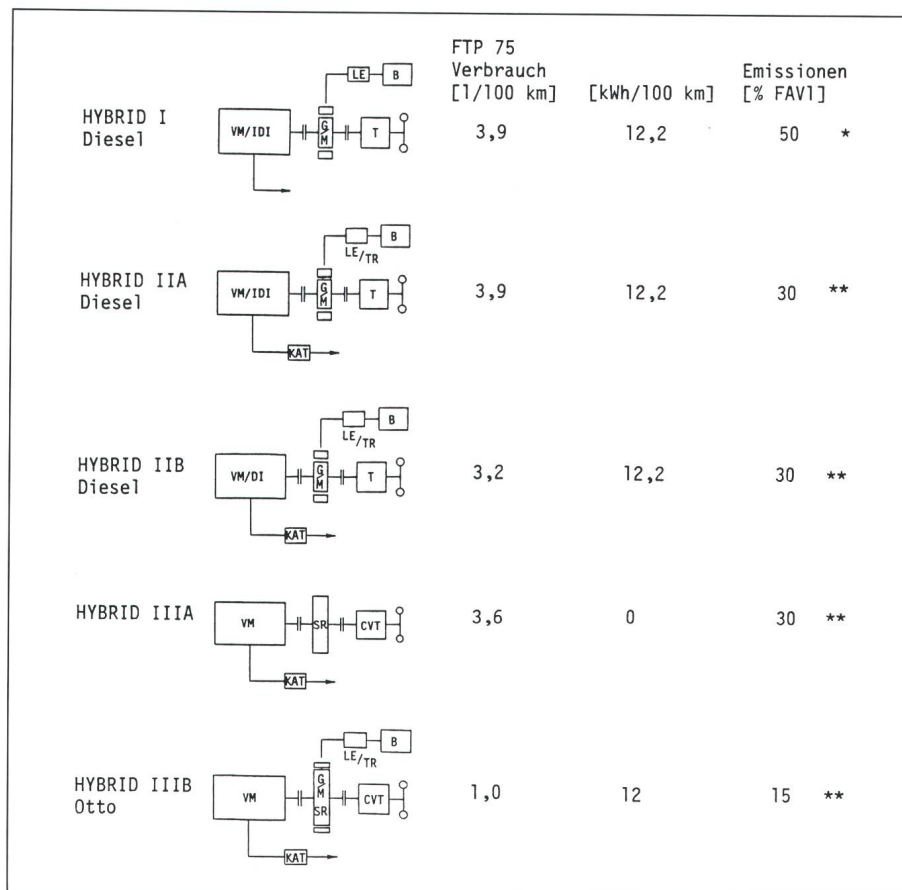 FTP 75
Verbrauch Emissionen
[l/100 km] [kWh/100 km] [% FAV1]
LE B
HYBRID I
Diesel
VM/IDI G/M T
3,9 12,2 50 *
B
LE/TR
HYBRID IIA
Diesel
VM/IDI G/M T
3,9 12,2 30 **
KAT
B
LE/TR
HYBRID IIB
Diesel
VM/DI G/M T
3,2 12,2 30 **
KAT
HYBRID IIIA
VM SR CVT
3,6 0 30 **
KAT
B
LE/TR
HYBRID IIIB
Otto
VM G/M SR CVT
1,0 12 15 **
KAT